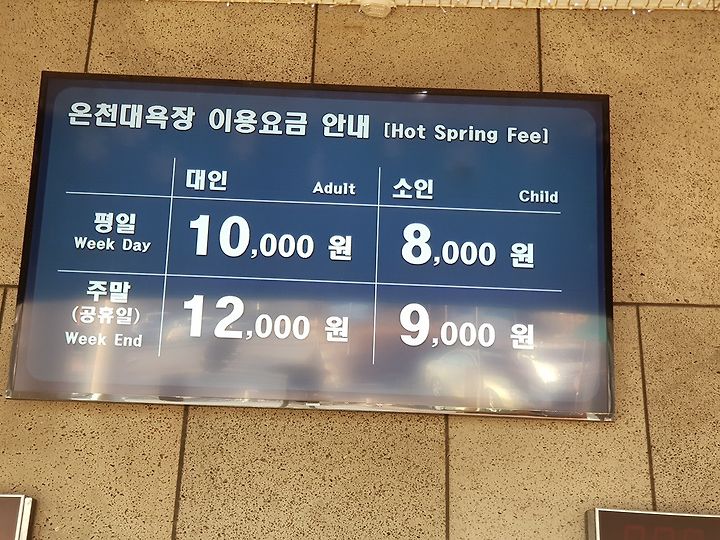 온천대욕장 이용요금 안내 [Hot Spring Fee]
대인 Adult 소인 Child
평일
Week Day
10,000 원 8,000 원
주말
(공휴일)
Week End
12,000 원 9,000 원